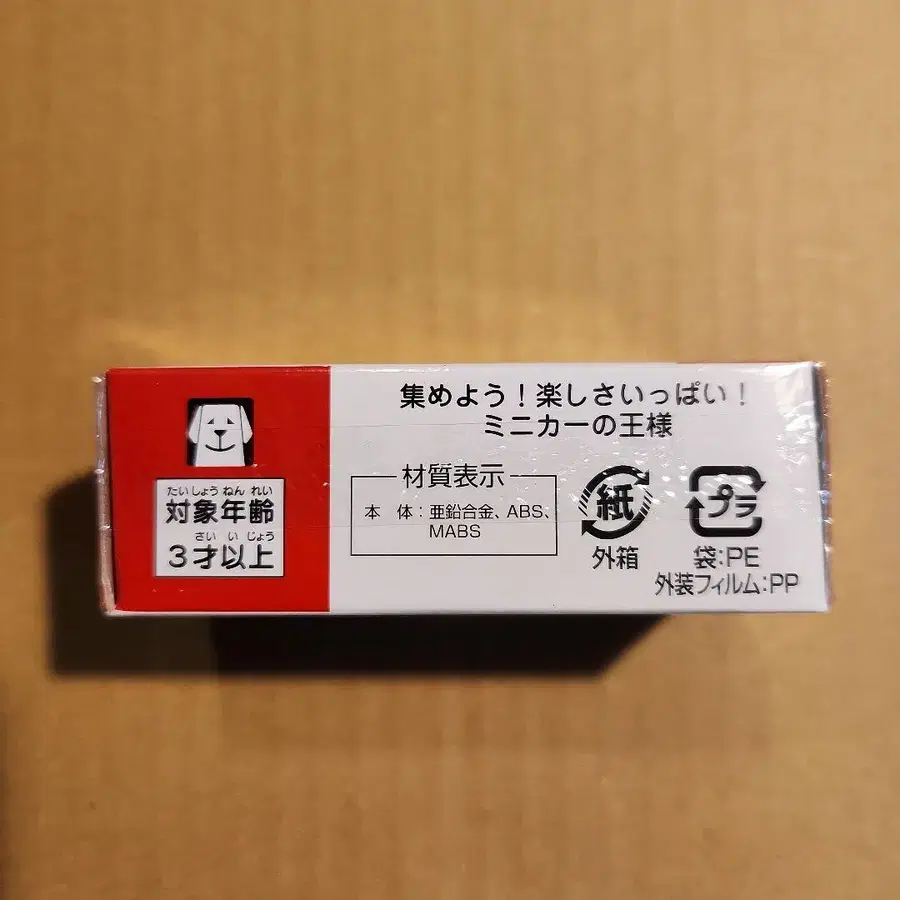 集めよう！楽しさいっぱい！
ミニカーの王様
たいしょうねんれい
対象年齢
さいいじょう
3才以上
材質表示
本 体：亜鉛合金、ABS、
MABS
紙
外箱
プラ
袋:PE
外装フィルム:PP